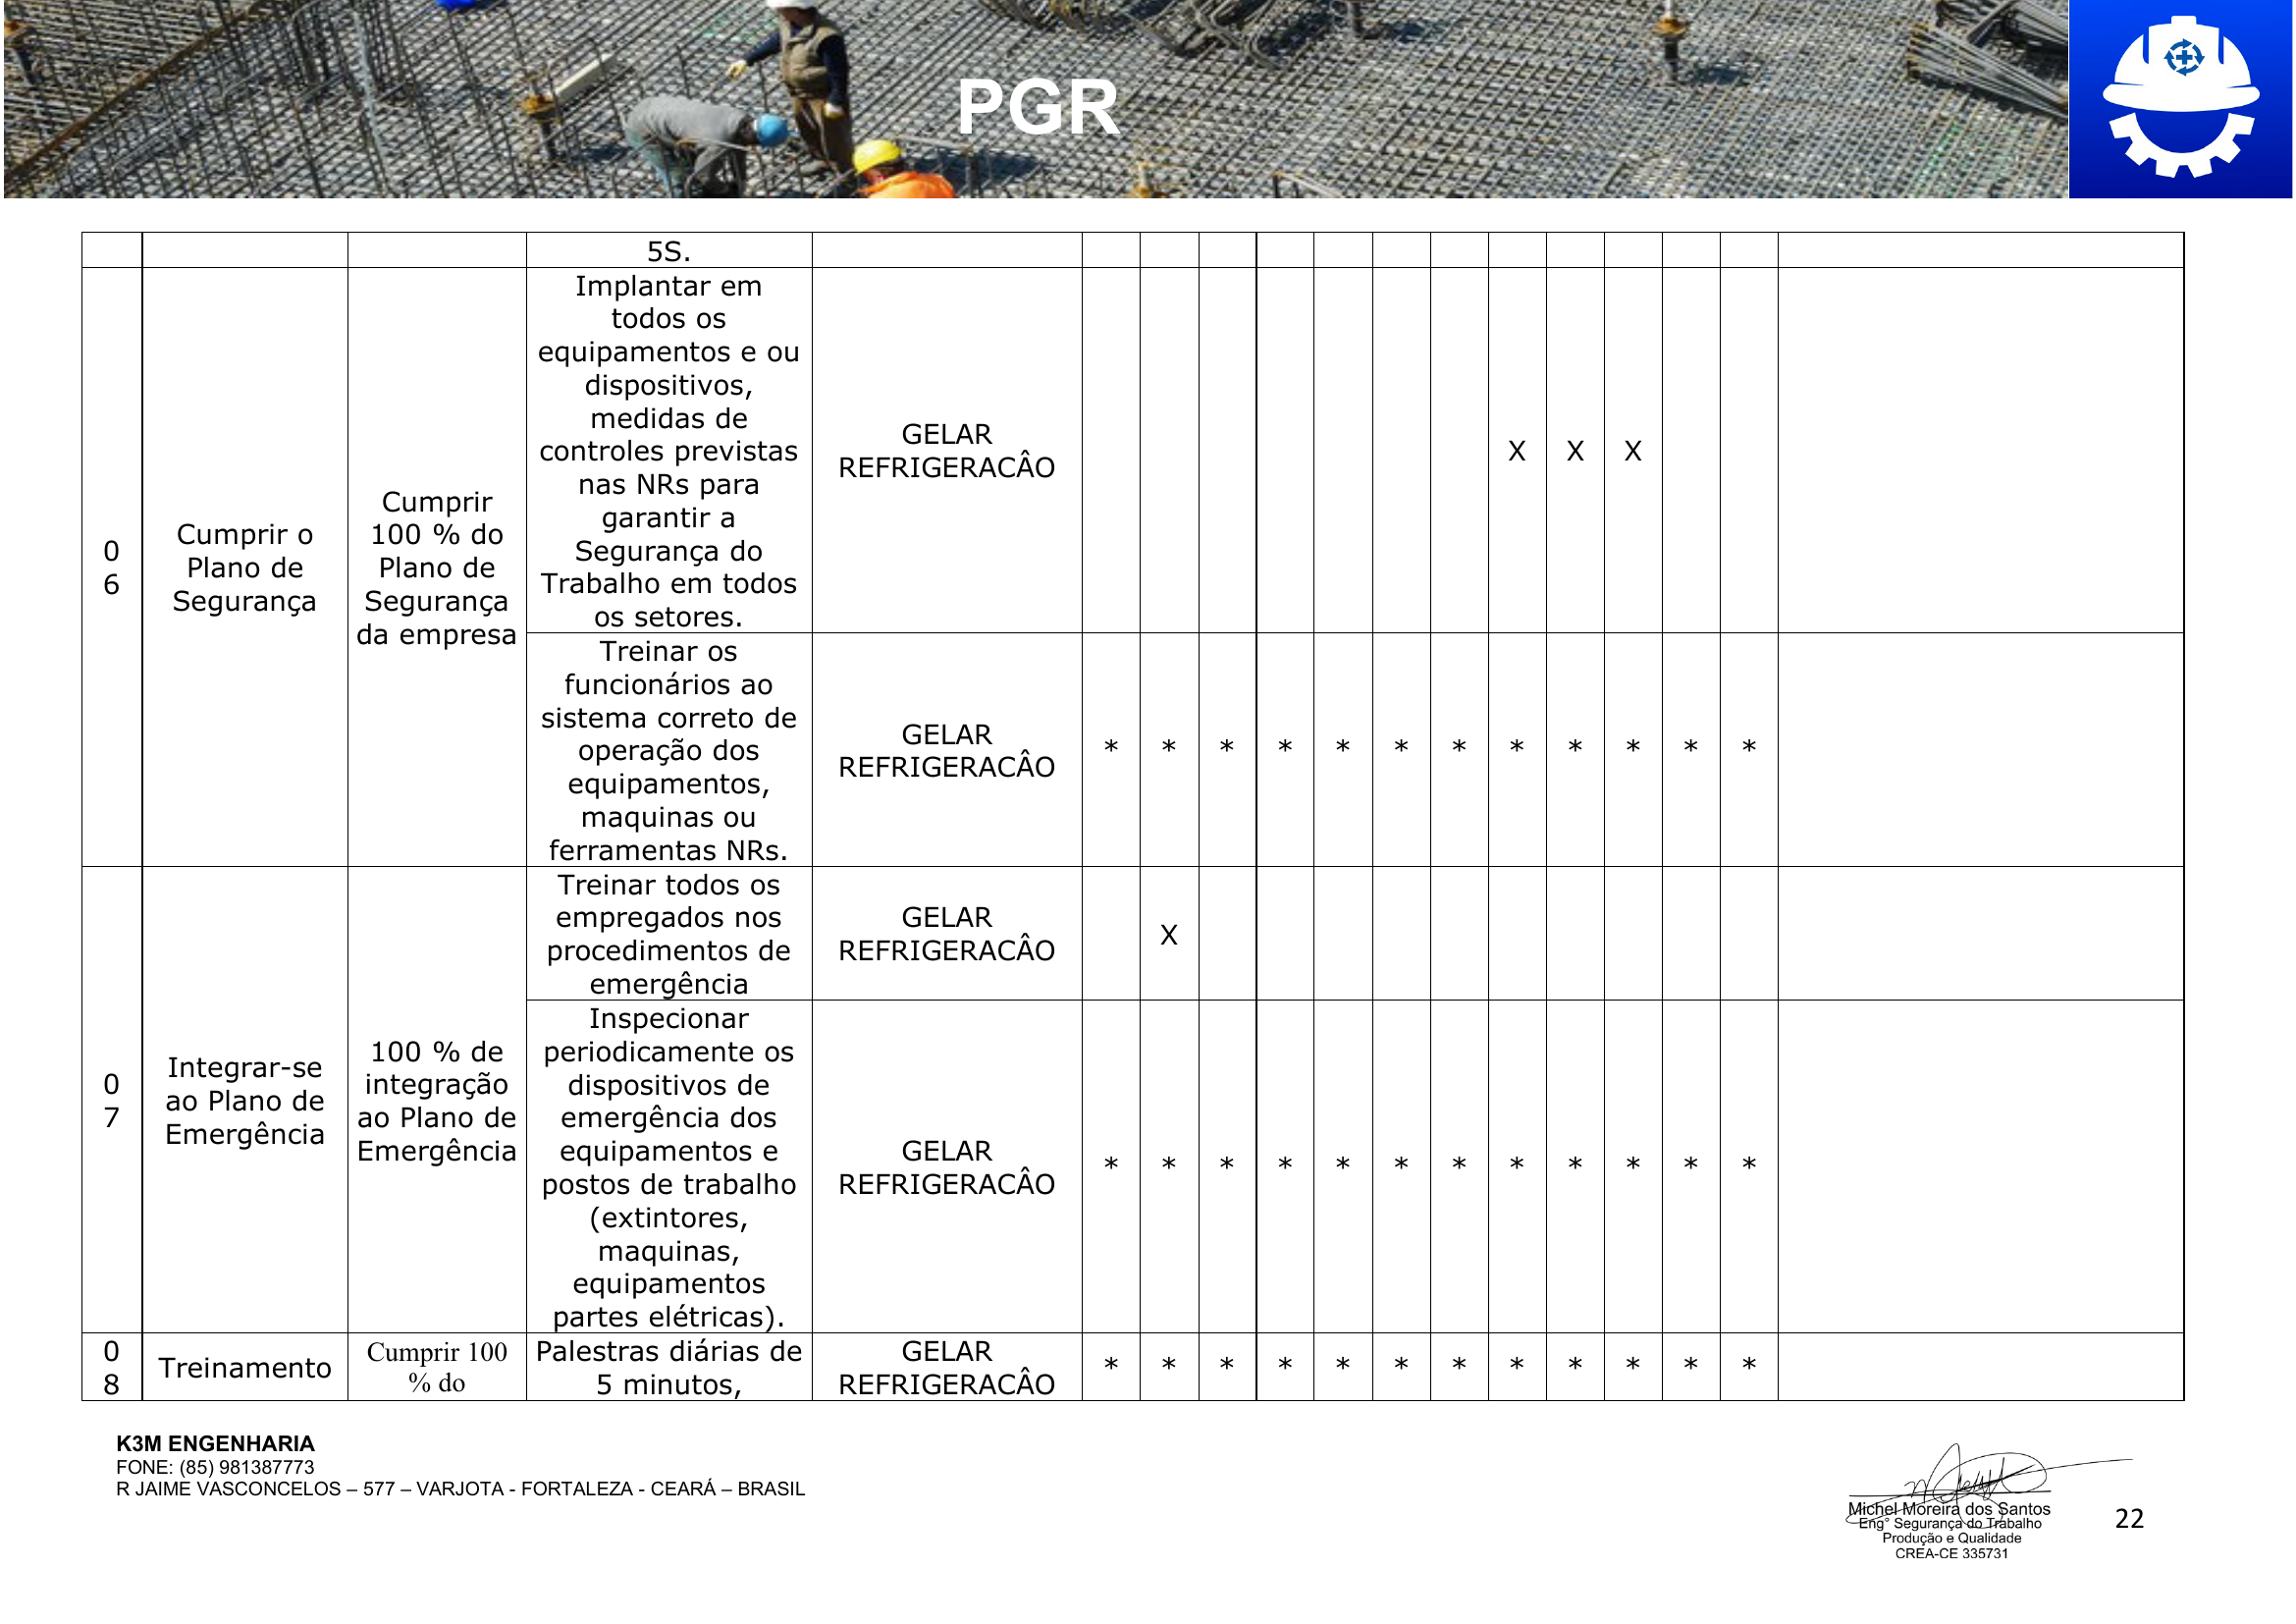 PGR
5S.
0
6
Cumprir o
Plano de
Segurança
Cumprir
100 % do
Plano de
Segurança
da empresa
Implantar em
todos os
equipamentos e ou
dispositivos,
medidas de
controles previstas
nas NRs para
garantir a
Segurança do
Trabalho em todos
os setores.
GELAR
REFRIGERACÂO
X X X
Treinar os
funcionários ao
sistema correto de
operação dos
equipamentos,
maquinas ou
ferramentas NRs.
GELAR
REFRIGERACÂO
* * * * * * * * * * * *
0
7
Integrar-se
ao Plano de
Emergência
100 % de
integração
ao Plano de
Emergência
Treinar todos os
empregados nos
procedimentos de
emergência
GELAR
REFRIGERACÂO
X
Inspecionar
periodicamente os
dispositivos de
emergência dos
equipamentos e
postos de trabalho
(extintores,
maquinas,
equipamentos
partes elétricas).
GELAR
REFRIGERACÂO
* * * * * * * * * * * *
0
8
Treinamento
Cumprir 100
% do
Palestras diárias de
5 minutos,
GELAR
REFRIGERACÂO
* * * * * * * * * * * *
K3M ENGENHARIA
FONE: (85) 981387773
R JAIME VASCONCELOS – 577 – VARJOTA - FORTALEZA - CEARÁ – BRASIL
Michel Moreira dos Santos
Eng° Segurança do Trabalho
Produção e Qualidade
CREA-CE 335731
22